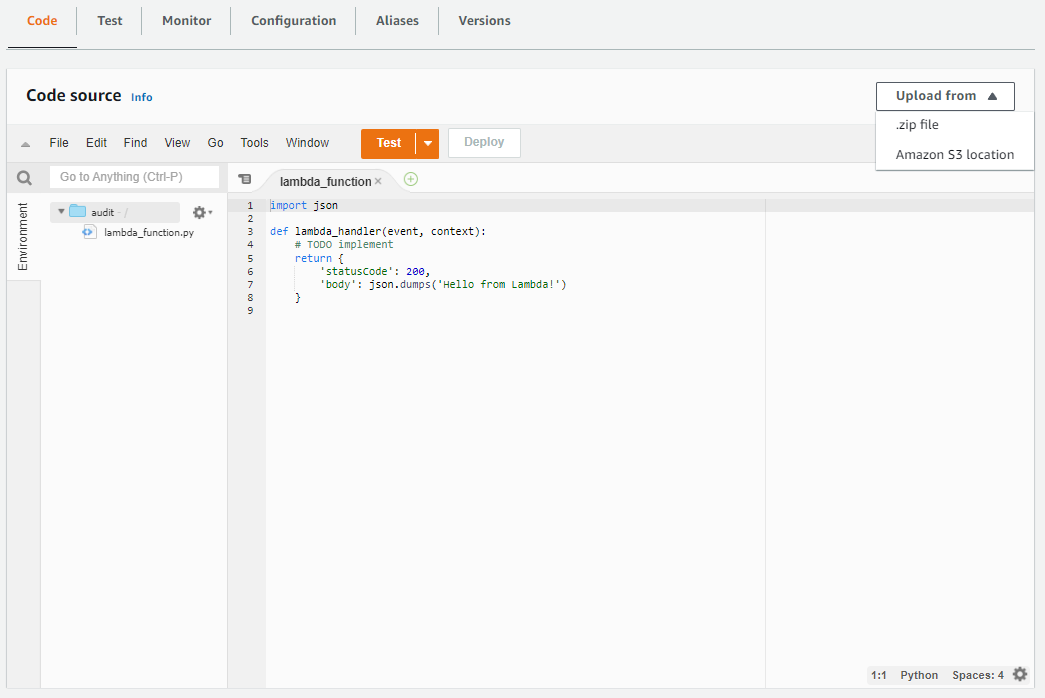 Code Test Monitor Configuration Aliases Versions
Code source Info
Upload from
.zip file
Amazon S3 location
File Edit Find View Go Tools Window Test Deploy
Go to Anything (Ctrl-P)
lambda_function
Environment
audit - /
lambda_function.py
1 import json
2
3 def lambda_handler(event, context):
4 # TODO implement
5 return {
6 'statusCode': 200,
7 'body': json.dumps('Hello from Lambda!')
8 }
9
1:1 Python Spaces: 4